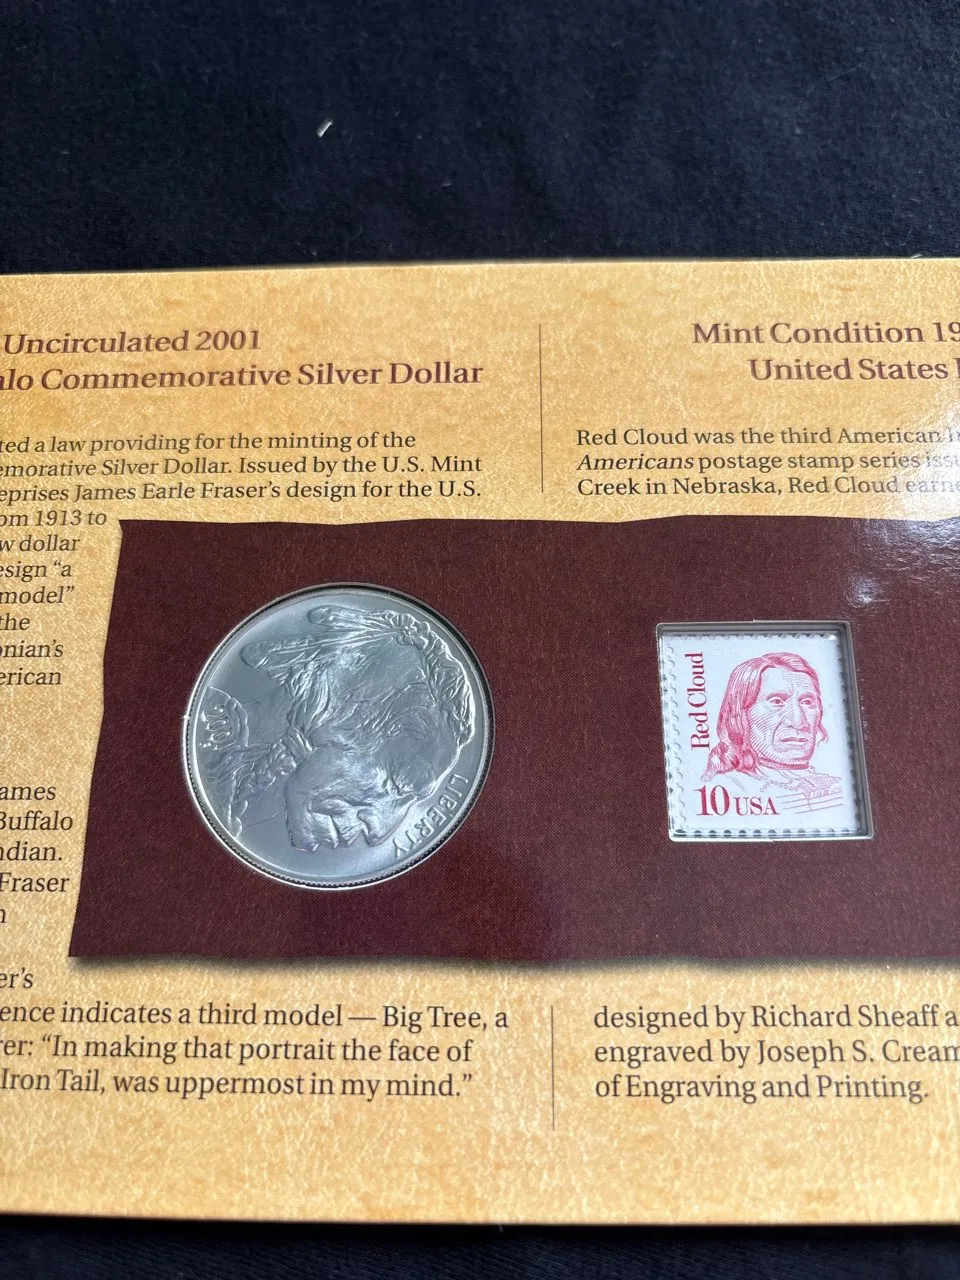 Uncirculated 2001
alo Commemorative Silver Dollar
ted a law providing for the minting of the
emorative Silver Dollar. Issued by the U.S. Mint
eprises James Earle Fraser's design for the U.S.
om 1913 to
w dollar
esign “a
model”
the
onian's
erican
ames
Buffalo
ndian.
Fraser
n
er's
ence indicates a third model — Big Tree, a
rer: “In making that portrait the face of
Iron Tail, was uppermost in my mind.”
LIBERTY
Mint Condition 19
United States
Red Cloud was the third American
Americans postage stamp series issu
Creek in Nebraska, Red Cloud earne
Red Cloud
10 USA
designed by Richard Sheaff a
engraved by Joseph S. Cream
of Engraving and Printing.